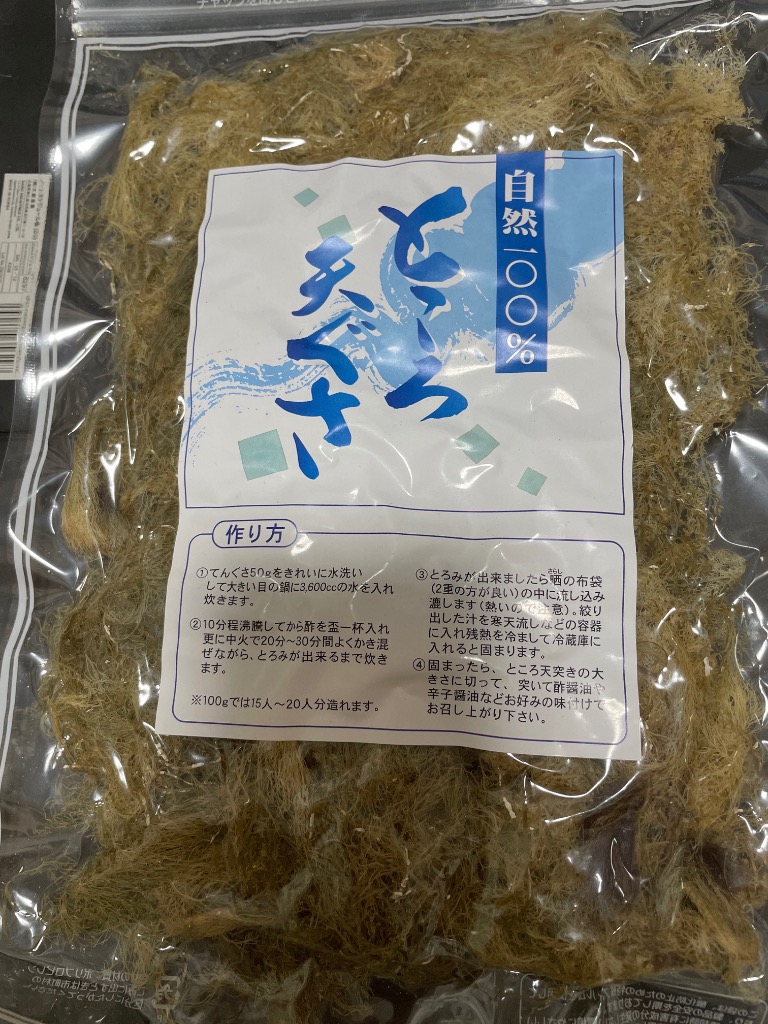 自然一〇〇%
ところ
天ぐさ
作り方
①てんぐさ50gをきれいに水洗い
して大きい目の鍋に3,600ccの水を入れ
炊きます。
②10分程沸騰してから酢を盃一杯入れ
更に中火で20分〜30分間よくかき混
ぜながら、とろみが出来るまで炊き
ます。
※100gでは15人〜20人分造れます。
③とろみが出来ましたら晒の布袋
さらし
(2重の方が良い)の中に流し込み
漉します(熱いので注意)。絞り
出した汁を寒天流しなどの容器
に入れ残熱を冷まして冷蔵庫に
入れると固まります。
④固まったら、ところ天突きの大
きさに切って、突いて酢醤油や
辛子醤油などお好みの味付けで
お召し上がり下さい。